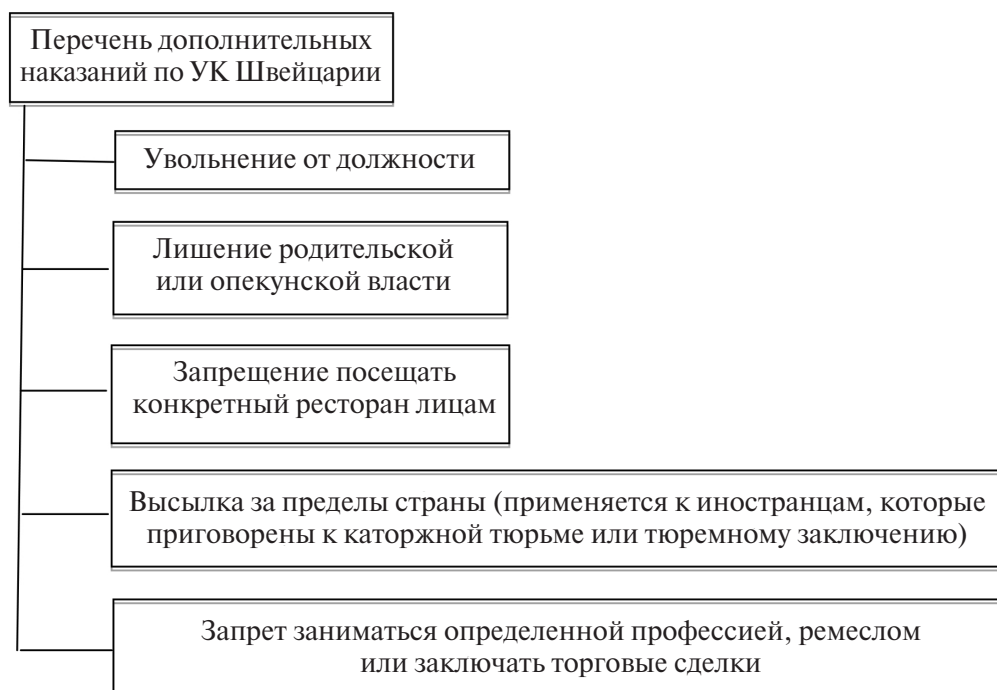 Перечень дополнительных
наказаний по УК Швейцарии
Увольнение от должности
Лишение родительской
или опекунской власти
Запрещение посещать
конкретный ресторан лицам
Высылка за пределы страны (применяется к иностранцам, которые
приговорены к каторжной тюрьме или тюремному заключению)
Запрет заниматься определенной профессией, ремеслом
или заключать торговые сделки